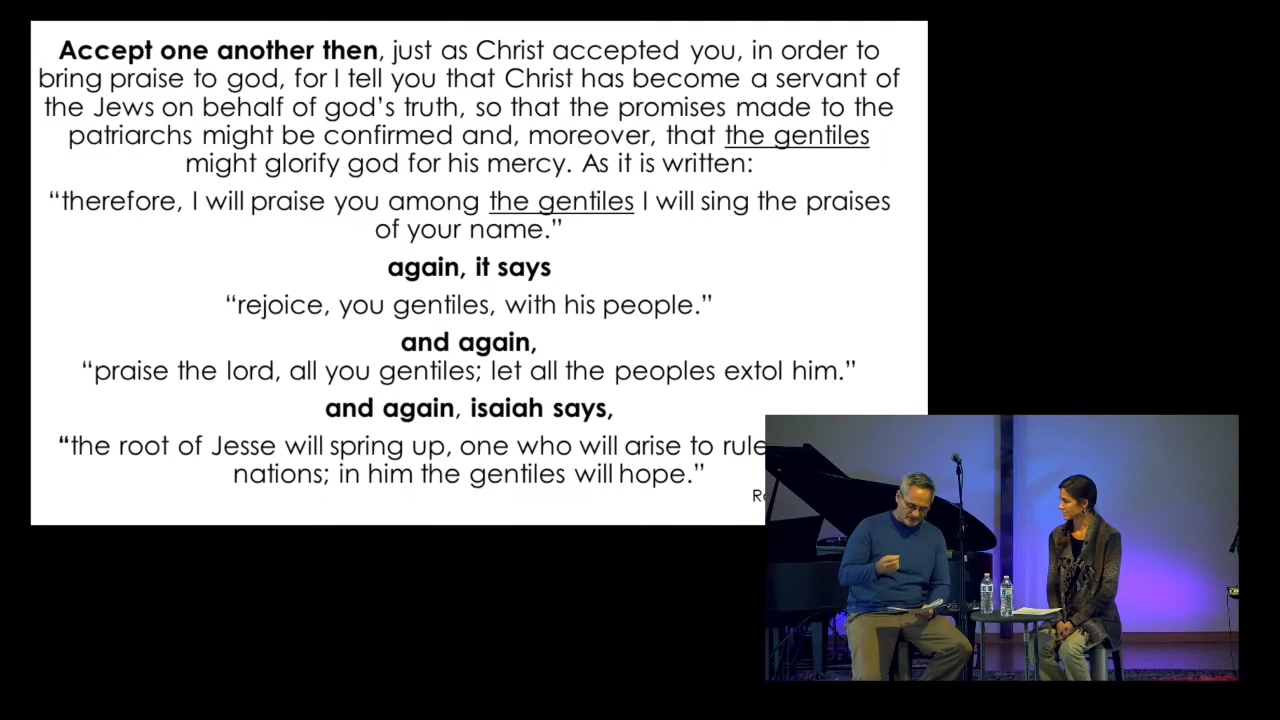 Accept one another then, just as Christ accepted you, in order to
bring praise to god, for I tell you that Christ has become a servant of
the Jews on behalf of god’s truth, so that the promises made to the
patriarchs might be confirmed and, moreover, that the gentiles
might glorify god for his mercy. As it is written:
“therefore, I will praise you among the gentiles I will sing the praises
of your name.”
again, it says
“rejoice, you gentiles, with his people.”
and again,
“praise the lord, all you gentiles; let all the peoples extol him.”
and again, isaiah says,
“the root of Jesse will spring up, one who will arise to rule
nations; in him the gentiles will hope.”